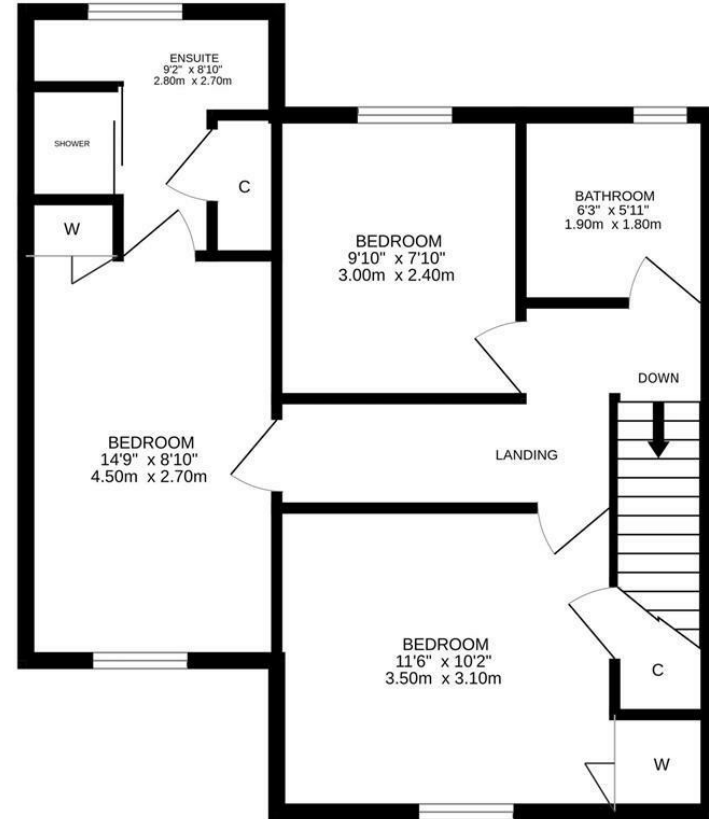 ENSUITE
9'2" x 8'10"
2.80m x 2.70m
SHOWER
C
W
BEDROOM
9'10" x 7'10"
3.00m x 2.40m
BATHROOM
6'3" x 5'11"
1.90m x 1.80m
DOWN
BEDROOM
14'9" x 8'10"
4.50m x 2.70m
LANDING
BEDROOM
11'6" x 10'2"
3.50m x 3.10m
C
W